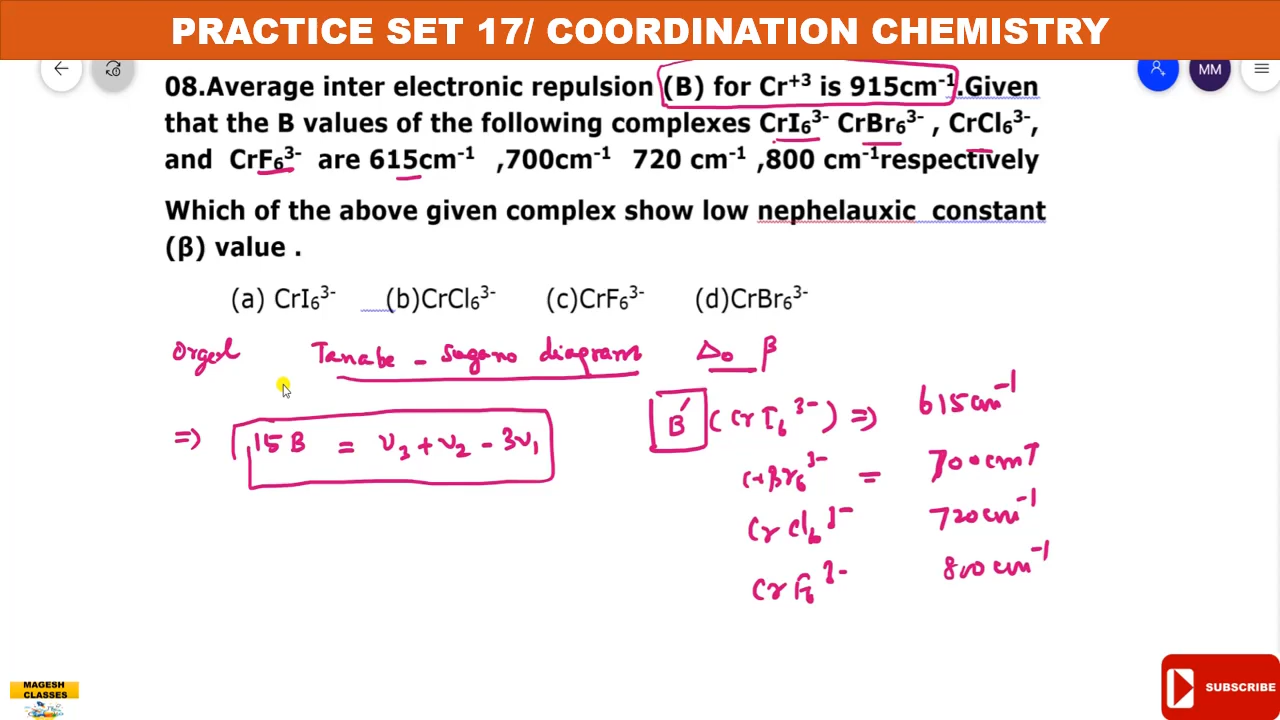 PRACTICE SET 17/ COORDINATION CHEMISTRY
MM
08.Average inter electronic repulsion (B) for Cr⁺³ is 915cm⁻¹.Given
that the B values of the following complexes CrI₆³⁻ CrBr₆³⁻ , CrCl₆³⁻,
and CrF₆³⁻ are 615cm⁻¹ ,700cm⁻¹ 720 cm⁻¹ ,800 cm⁻¹respectively
Which of the above given complex show low nephelauxic constant
(β) value .
(a) CrI₆³⁻ (b)CrCl₆³⁻ (c)CrF₆³⁻ (d)CrBr₆³⁻
Orgel Tanabe - Sugano diagrams Δ₀ β
⇒ 15B = ν₃ + ν₂ - 3ν₁
B′ (CrI₆³⁻) ⇒ 615cm⁻¹
CrBr₆³⁻ = 700cm⁻¹
CrCl₆³⁻ 720cm⁻¹
CrF₆³⁻ 800cm⁻¹
MAGESH
CLASSES
SUBSCRIBE